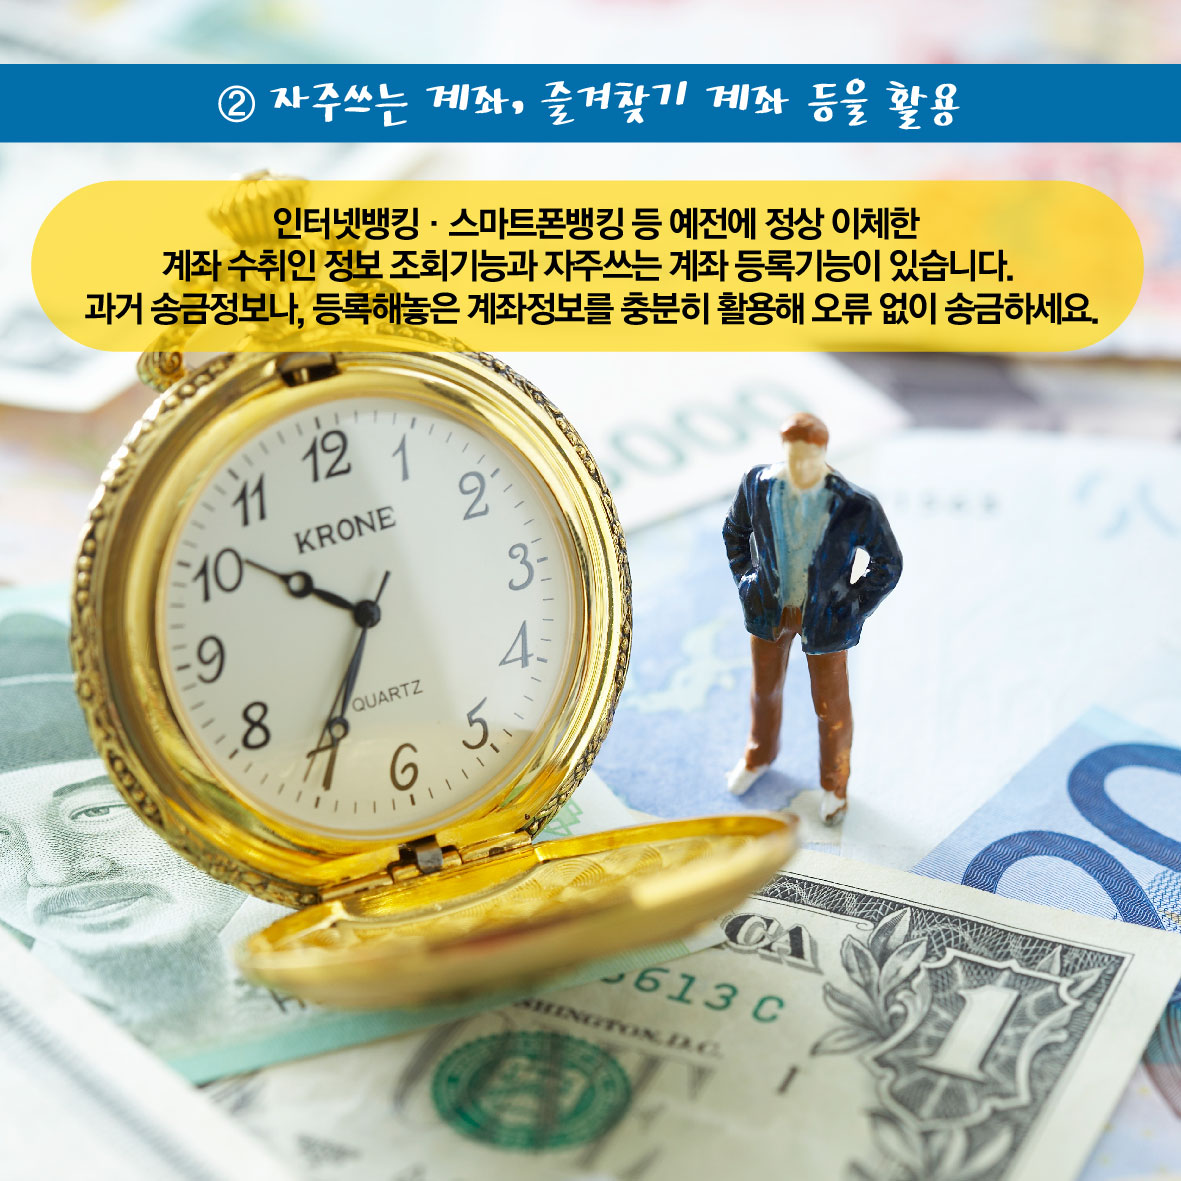 ② 자주쓰는 계좌, 즐겨찾기 계좌 등을 활용
인터넷뱅킹 · 스마트폰뱅킹 등 예전에 정상 이체한
계좌 수취인 정보 조회기능과 자주쓰는 계좌 등록기능이 있습니다.
과거 송금정보나, 등록해놓은 계좌정보를 충분히 활용해 오류 없이 송금하세요.
000
12
1
11
2
KRONE
10
3
9
4
QUARTZ
8
5
6
20
CA
3613C
SHINGTON, D.C.
1
1